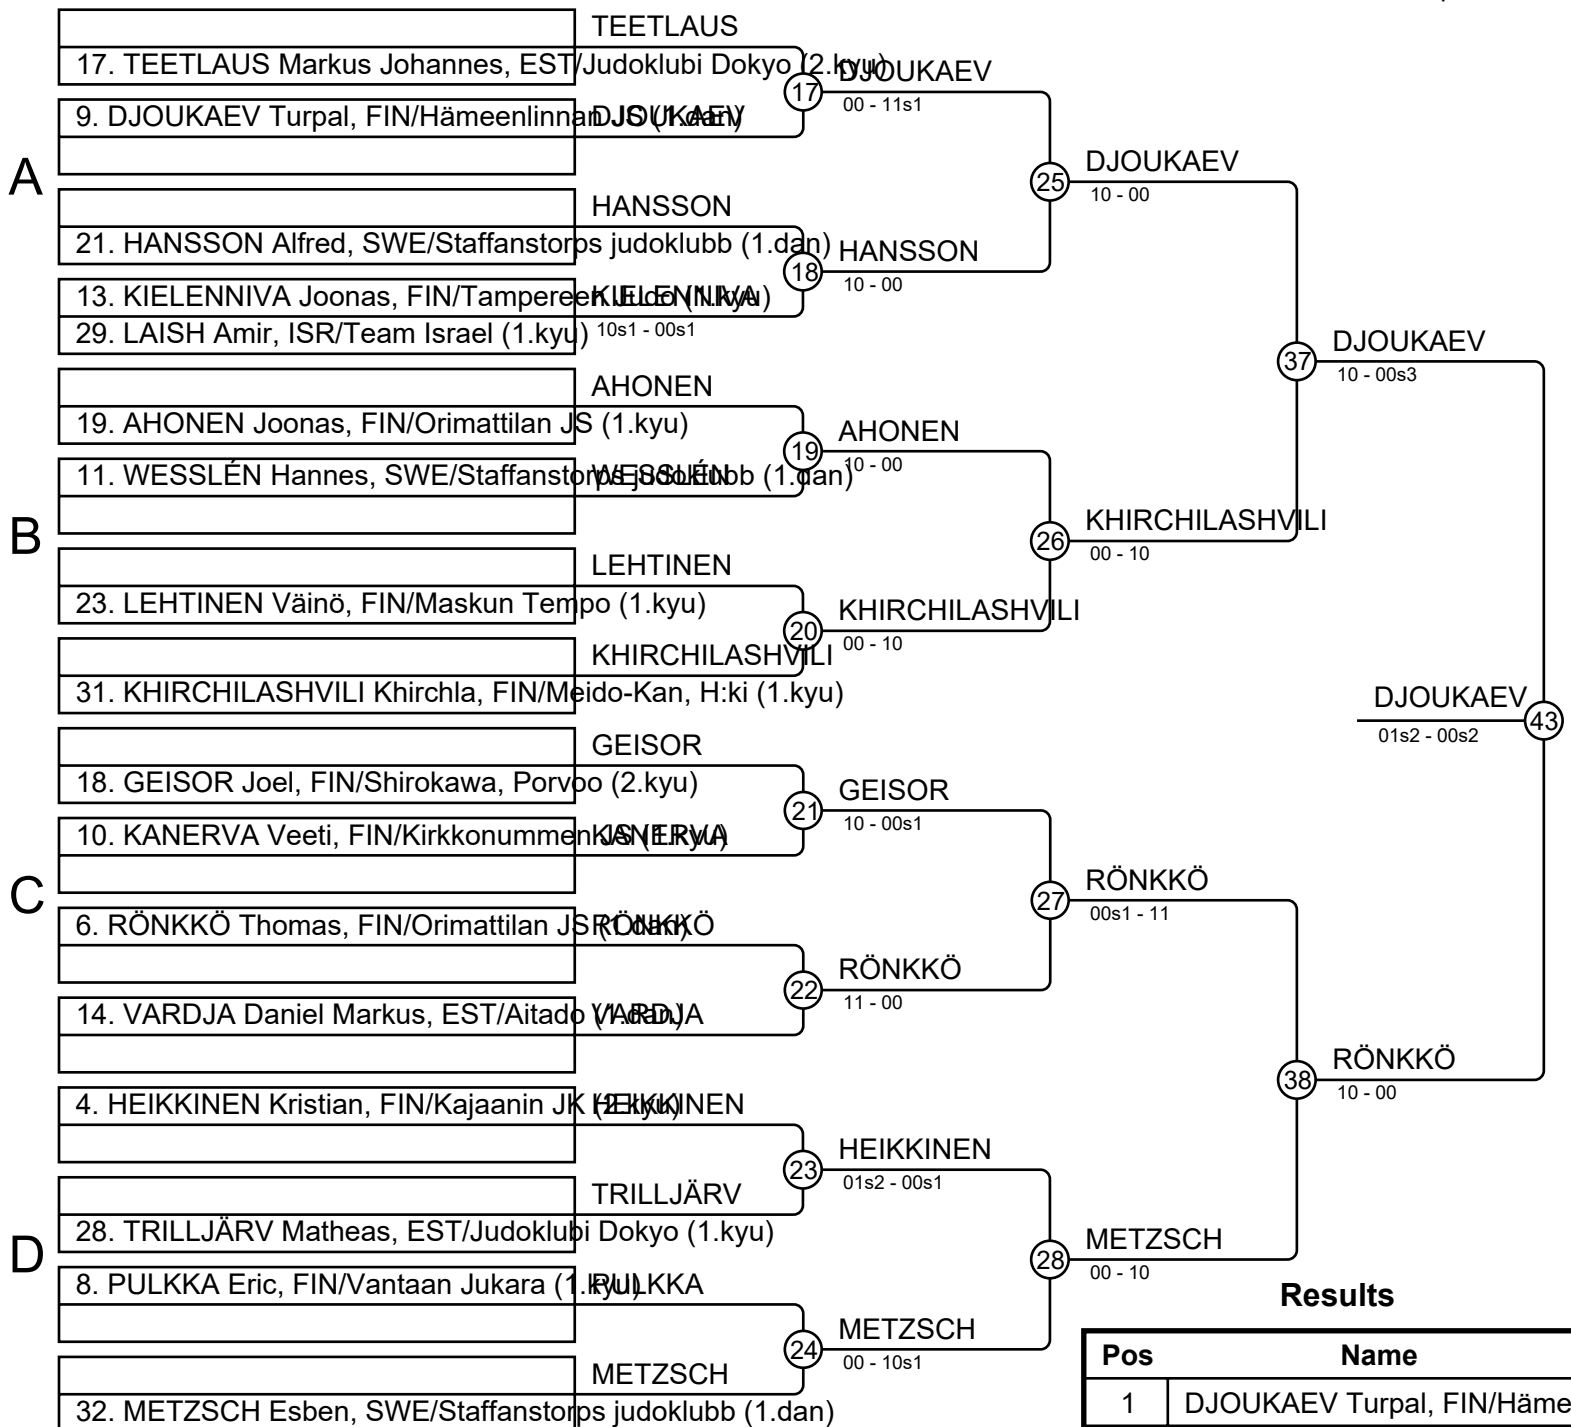 A
B
C
D
TEETLAUS
17. TEETLAUS Markus Johannes, EST/Judoklubi Dokyo (2.kyu)
9. DJOUKAEV Turpal, FIN/Hämeenlinnan JS (1.dan)
DJOUKAEV
HANSSON
21. HANSSON Alfred, SWE/Staffanstorps judoklubb (1.dan)
13. KIELENNIVA Joonas, FIN/Tampereen Judo (1.kyu)
KIELENNIVA
29. LAISH Amir, ISR/Team Israel (1.kyu)
10s1 - 00s1
AHONEN
19. AHONEN Joonas, FIN/Orimattilan JS (1.kyu)
11. WESSLÉN Hannes, SWE/Staffanstorps judoklubb (1.dan)
WESSLÉN
LEHTINEN
23. LEHTINEN Väinö, FIN/Maskun Tempo (1.kyu)
KHIRCHILASHVILI
31. KHIRCHILASHVILI Khirchla, FIN/Meido-Kan, H:ki (1.kyu)
GEISOR
18. GEISOR Joel, FIN/Shirokawa, Porvoo (2.kyu)
10. KANERVA Veeti, FIN/Kirkkonummen JS (1.kyu)
KANERVA
6. RÖNKKÖ Thomas, FIN/Orimattilan JS (1.dan)
RÖNKKÖ
14. VARDJA Daniel Markus, EST/Aitado (1.dan)
VARDJA
4. HEIKKINEN Kristian, FIN/Kajaanin JK (2.kyu)
HEIKKINEN
TRILLJÄRV
28. TRILLJÄRV Matheas, EST/Judoklubi Dokyo (1.kyu)
8. PULKKA Eric, FIN/Vantaan Jukara (1.kyu)
PULKKA
METZSCH
32. METZSCH Esben, SWE/Staffanstorps judoklubb (1.dan)
17
DJOUKAEV
00 - 11s1
18
HANSSON
10 - 00
19
AHONEN
10 - 00
20
KHIRCHILASHVILI
00 - 10
21
GEISOR
10 - 00s1
22
RÖNKKÖ
11 - 00
23
HEIKKINEN
01s2 - 00s1
24
METZSCH
00 - 10s1
25
DJOUKAEV
10 - 00
26
KHIRCHILASHVILI
00 - 10
27
RÖNKKÖ
00s1 - 11
28
METZSCH
00 - 10
37
DJOUKAEV
10 - 00s3
38
RÖNKKÖ
10 - 00
DJOUKAEV
43
01s2 - 00s2
Results
Pos Name
1 DJOUKAEV Turpal, FIN/Häme